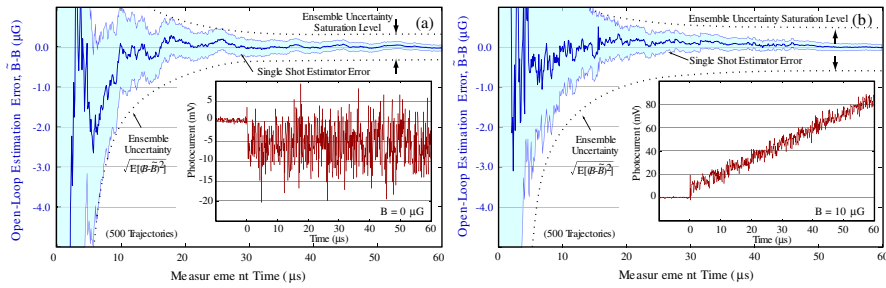 Open-Loop Estimation Error, B̃-B (μG)
0.0
-1.0
-2.0
-3.0
-4.0
0
10
20
30
40
50
60
Measureme nt Time (μs)
(a)
Ensemble Uncertainty
Saturation Level
Single Shot Estimator Error
Ensemble
Uncertainty
√E[(B-B̃)²]
(500 Trajectories)
Photocurrent (mV)
5
0
-5
-10
-15
-20
0
10
20
30
40
50
60
Time (μs)
B = 0 μG
Open-Loop Estimation Error, B̃-B (μG)
0.0
-1.0
-2.0
-3.0
-4.0
0
10
20
30
40
50
60
Measureme nt Time (μs)
(b)
Ensemble Uncertainty Saturation Level
Single Shot Estimator Error
Ensemble
Uncertainty
√E[(B-B̃)²]
(500 Trajectories)
Photocurrent (mV)
100
80
60
40
20
0
0
10
20
30
40
50
60
Time (μs)
B = 10 μG